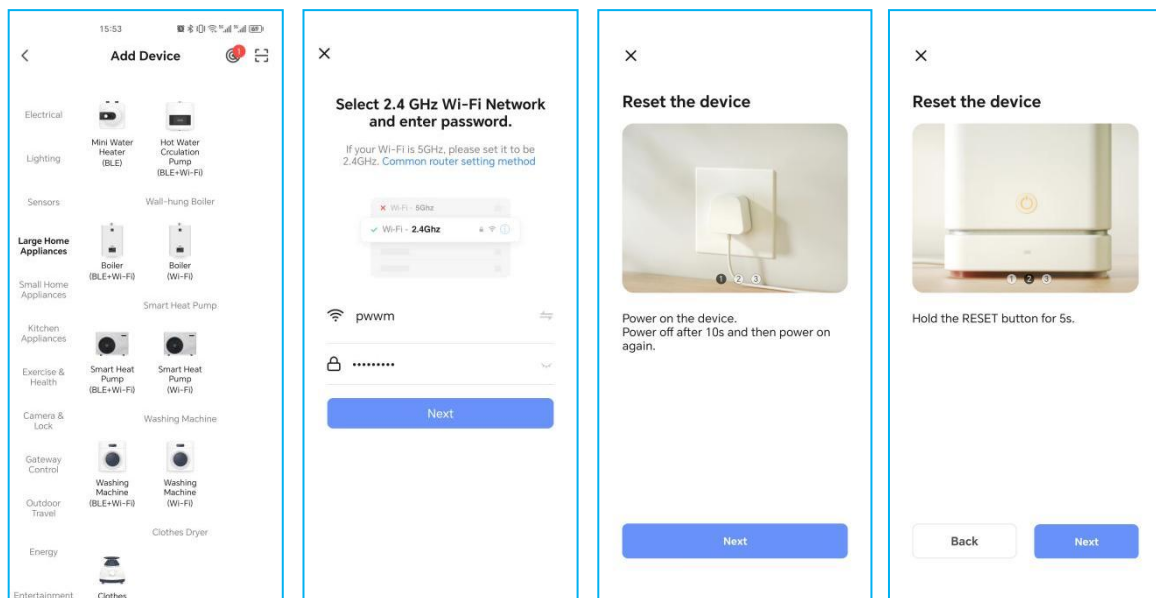 15:53
Add Device
1
Electrical
Lighting
Sensors
Large Home
Appliances
Small Home
Appliances
Kitchen
Appliances
Exercise &
Health
Camera &
Lock
Gateway
Control
Outdoor
Travel
Energy
Entertainment
Mini Water
Heater
(BLE)
Hot Water
Crculation
Pump
(BLE+Wi-Fi)
Wall-hung Boiler
Boiler
(BLE+Wi-Fi)
Boiler
(Wi-Fi)
Smart Heat Pump
Smart Heat
Pump
(BLE+Wi-Fi)
Smart Heat
Pump
(Wi-Fi)
Washing Machine
Washing
Machine
(BLE+Wi-Fi)
Washing
Machine
(Wi-Fi)
Clothes Dryer
Clothes
Select 2.4 GHz Wi-Fi Network
and enter password.
If your Wi-Fi is 5GHz, please set it to be
2.4GHz. Common router setting method
Wi-Fi - 5Ghz
Wi-Fi - 2.4Ghz
pwwm
Next
Reset the device
1 2 3
Power on the device.
Power off after 10s and then power on
again.
Next
Reset the device
1 2 3
Hold the RESET button for 5s.
Back
Next